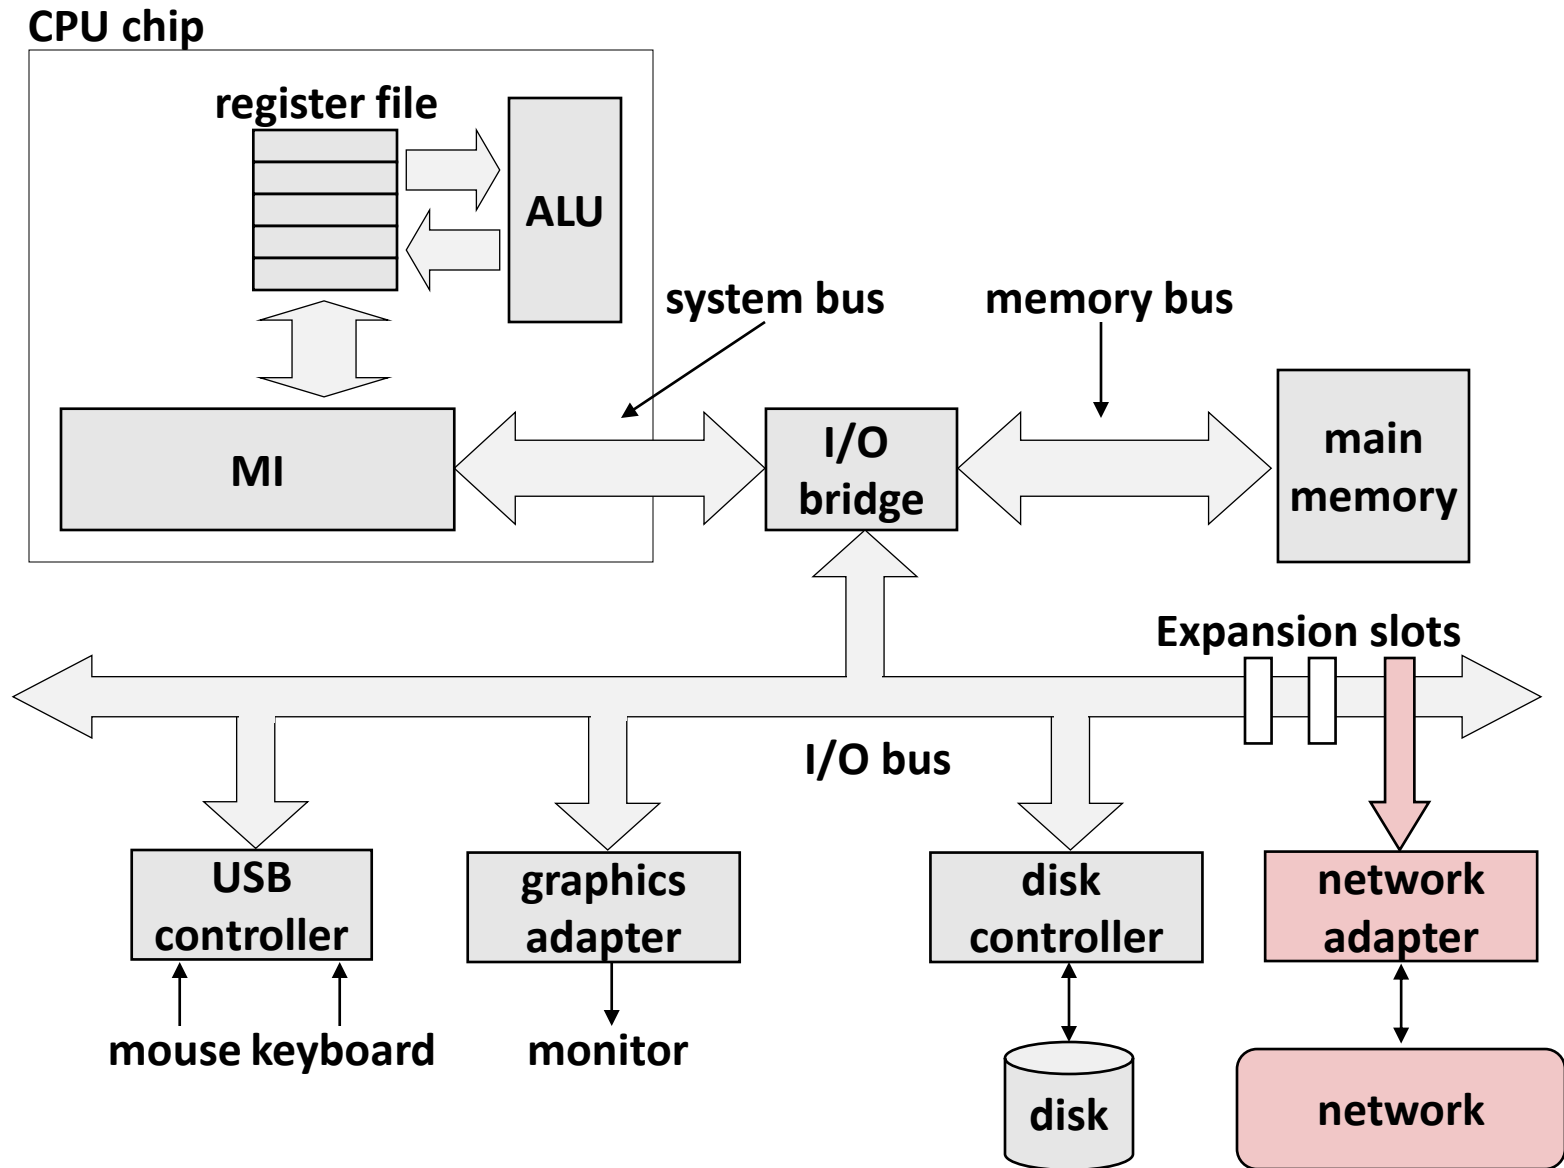 CPU chip
register file
ALU
system bus
memory bus
MI
I/O
bridge
main
memory
Expansion slots
I/O bus
USB
controller
graphics
adapter
disk
controller
network
adapter
mouse keyboard
monitor
disk
network